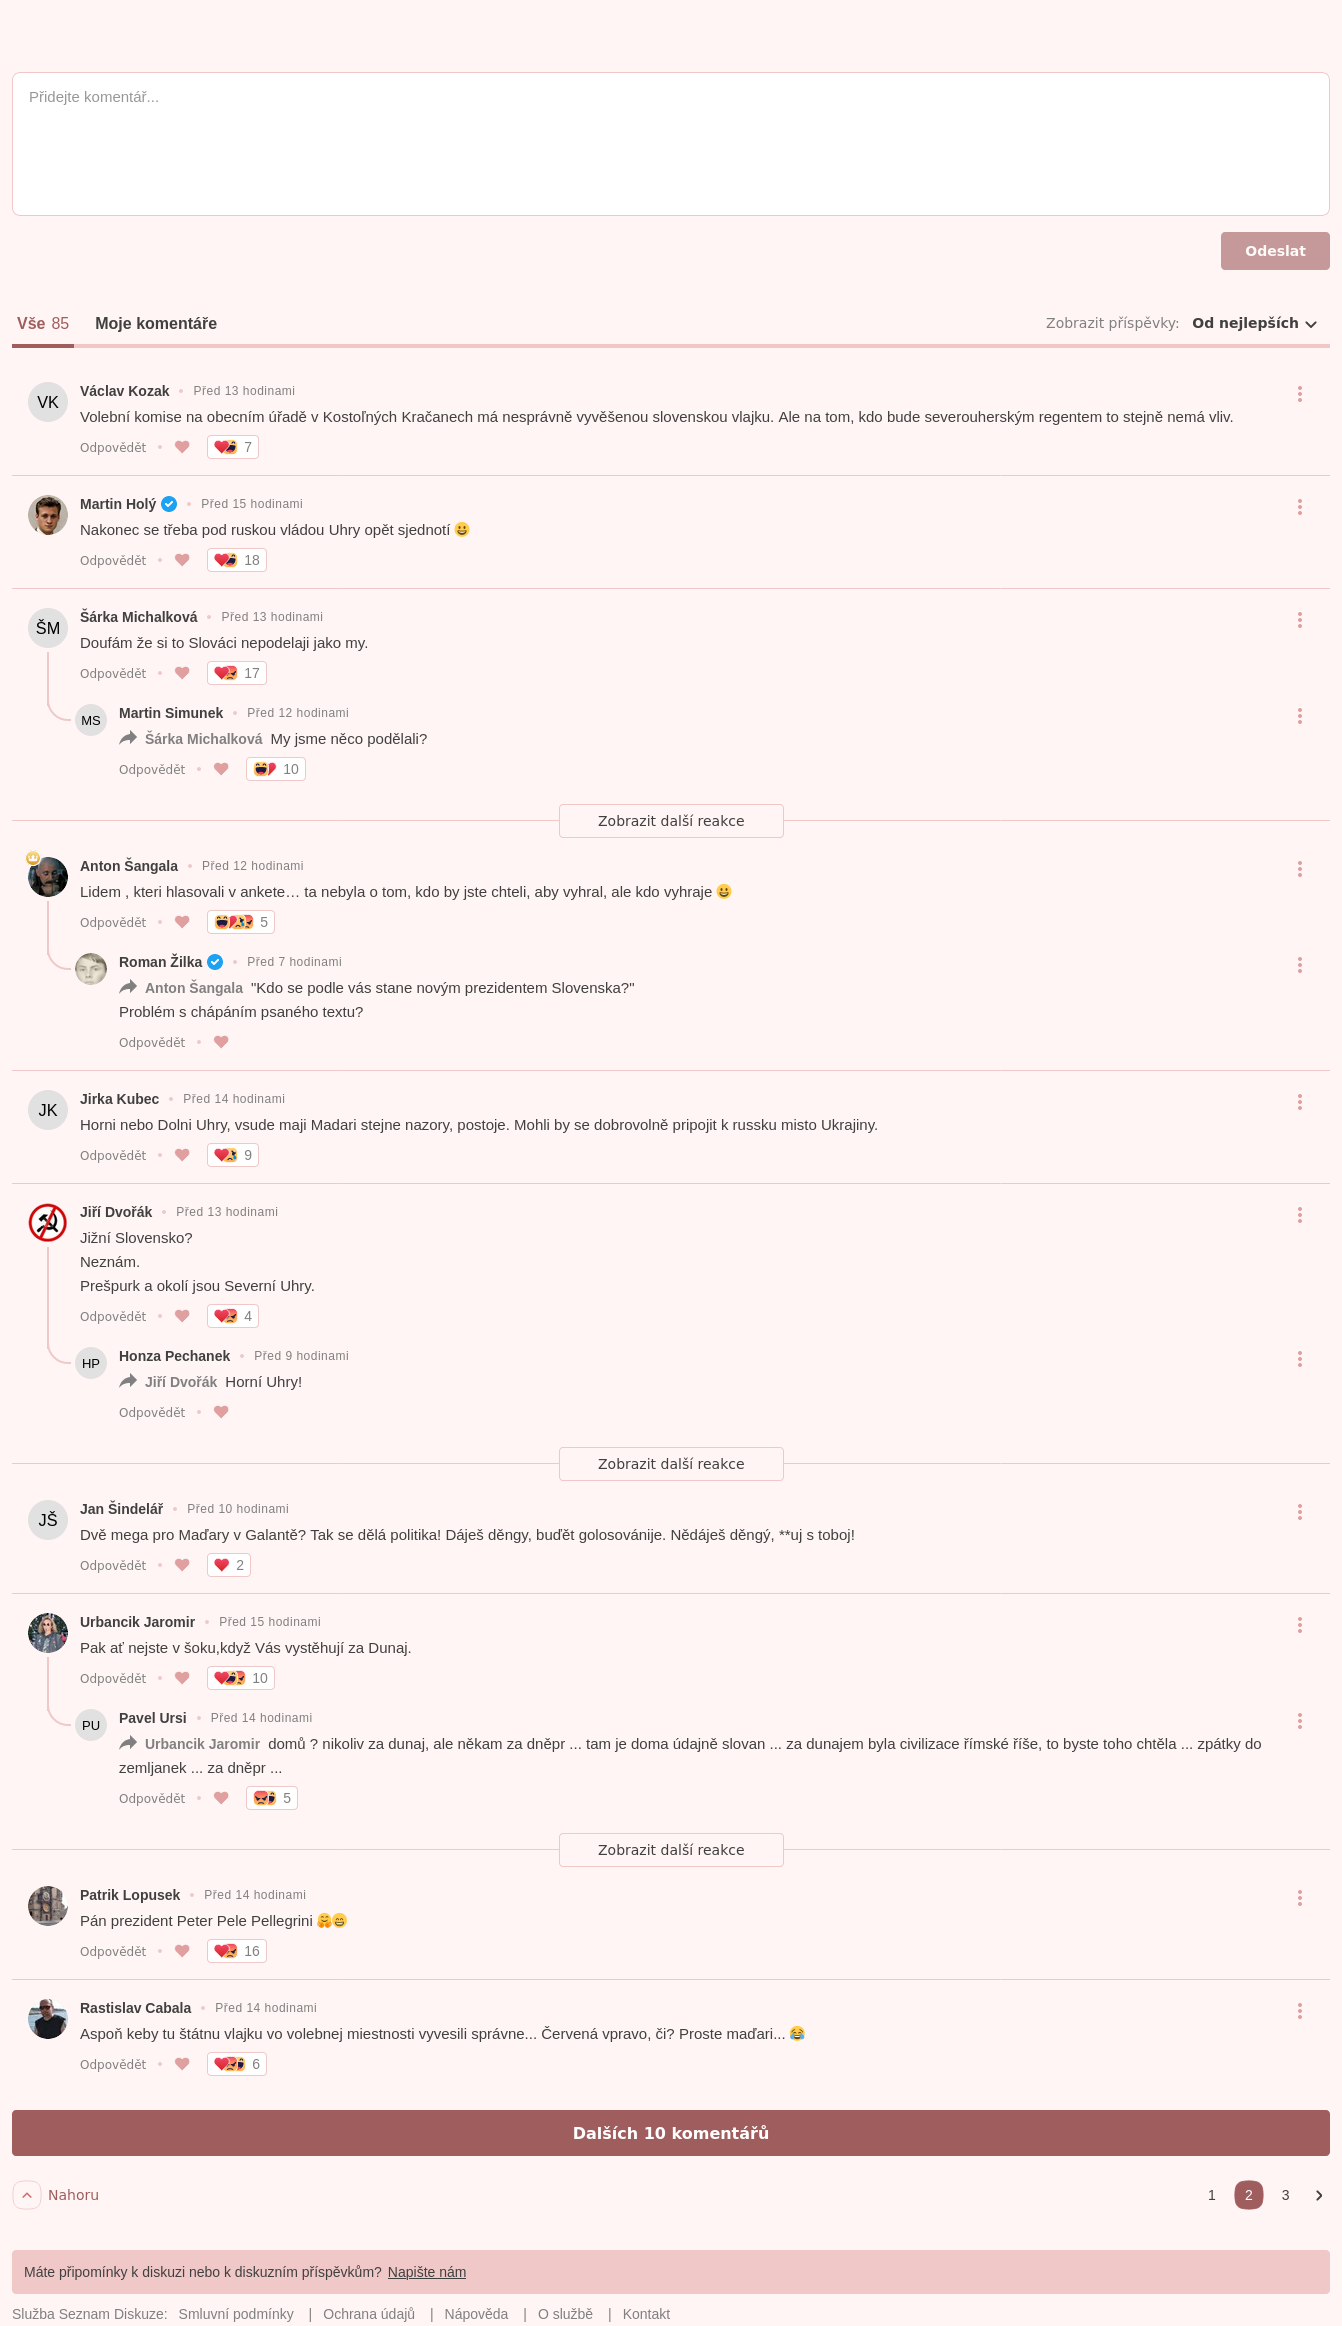 Přidejte komentář...
Odeslat
Vše 85 Moje komentáře Zobrazit příspěvky: Od nejlepších
VK Václav Kozak • Před 13 hodinami
Volební komise na obecním úřadě v Kostoľných Kračanech má nesprávně vyvěšenou slovenskou vlajku. Ale na tom, kdo bude severouherským regentem to stejně nemá vliv.
Odpovědět • 7
Martin Holý • Před 15 hodinami
Nakonec se třeba pod ruskou vládou Uhry opět sjednotí 😀
Odpovědět • 18
ŠM Šárka Michalková • Před 13 hodinami
Doufám že si to Slováci nepodelaji jako my.
Odpovědět • 17
MS Martin Simunek • Před 12 hodinami
Šárka Michalková My jsme něco podělali?
Odpovědět • 10
Zobrazit další reakce
Anton Šangala • Před 12 hodinami
Lidem , kteri hlasovali v ankete… ta nebyla o tom, kdo by jste chteli, aby vyhral, ale kdo vyhraje 😀
Odpovědět • 5
Roman Žilka • Před 7 hodinami
Anton Šangala "Kdo se podle vás stane novým prezidentem Slovenska?"
Problém s chápáním psaného textu?
Odpovědět •
JK Jirka Kubec • Před 14 hodinami
Horni nebo Dolni Uhry, vsude maji Madari stejne nazory, postoje. Mohli by se dobrovolně pripojit k russku misto Ukrajiny.
Odpovědět • 9
Jiří Dvořák • Před 13 hodinami
Jižní Slovensko?
Neznám.
Prešpurk a okolí jsou Severní Uhry.
Odpovědět • 4
HP Honza Pechanek • Před 9 hodinami
Jiří Dvořák Horní Uhry!
Odpovědět •
Zobrazit další reakce
JŠ Jan Šindelář • Před 10 hodinami
Dvě mega pro Maďary v Galantě? Tak se dělá politika! Dáješ děngy, buďět golosovánije. Nědáješ děngý, **uj s toboj!
Odpovědět • 2
Urbancik Jaromir • Před 15 hodinami
Pak ať nejste v šoku,když Vás vystěhují za Dunaj.
Odpovědět • 10
PU Pavel Ursi • Před 14 hodinami
Urbancik Jaromir domů ? nikoliv za dunaj, ale někam za dněpr ... tam je doma údajně slovan ... za dunajem byla civilizace římské říše, to byste toho chtěla ... zpátky do
zemljanek ... za dněpr ...
Odpovědět • 5
Zobrazit další reakce
Patrik Lopusek • Před 14 hodinami
Pán prezident Peter Pele Pellegrini 🤗😄
Odpovědět • 16
Rastislav Cabala • Před 14 hodinami
Aspoň keby tu štátnu vlajku vo volebnej miestnosti vyvesili správne... Červená vpravo, či? Proste maďari... 😂
Odpovědět • 6
Dalších 10 komentářů
Nahoru 1 2 3
Máte připomínky k diskuzi nebo k diskuzním příspěvkům? Napište nám
Služba Seznam Diskuze: Smluvní podmínky | Ochrana údajů | Nápověda | O službě | Kontakt